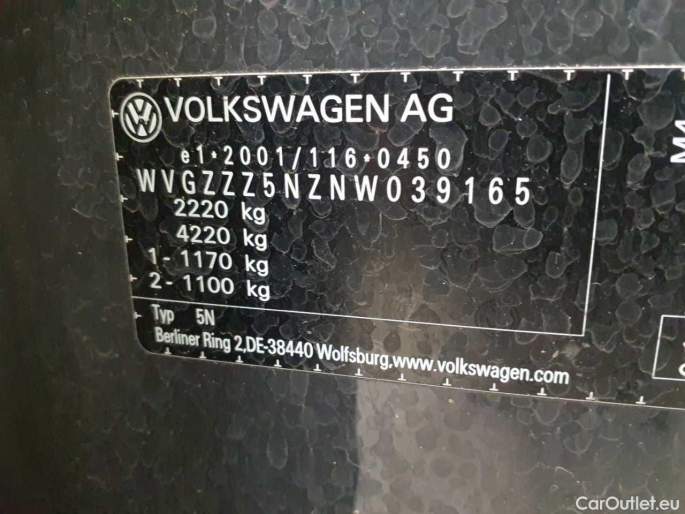 VOLKSWAGEN AG
e1*2001/116*0450
WVGZZZ5NZNW039165
2220 kg
4220 kg
1- 1170 kg
2- 1100 kg
Typ 5N
Berliner Ring 2,DE-38440 Wolfsburg,www.volkswagen.com
CarOutlet.eu